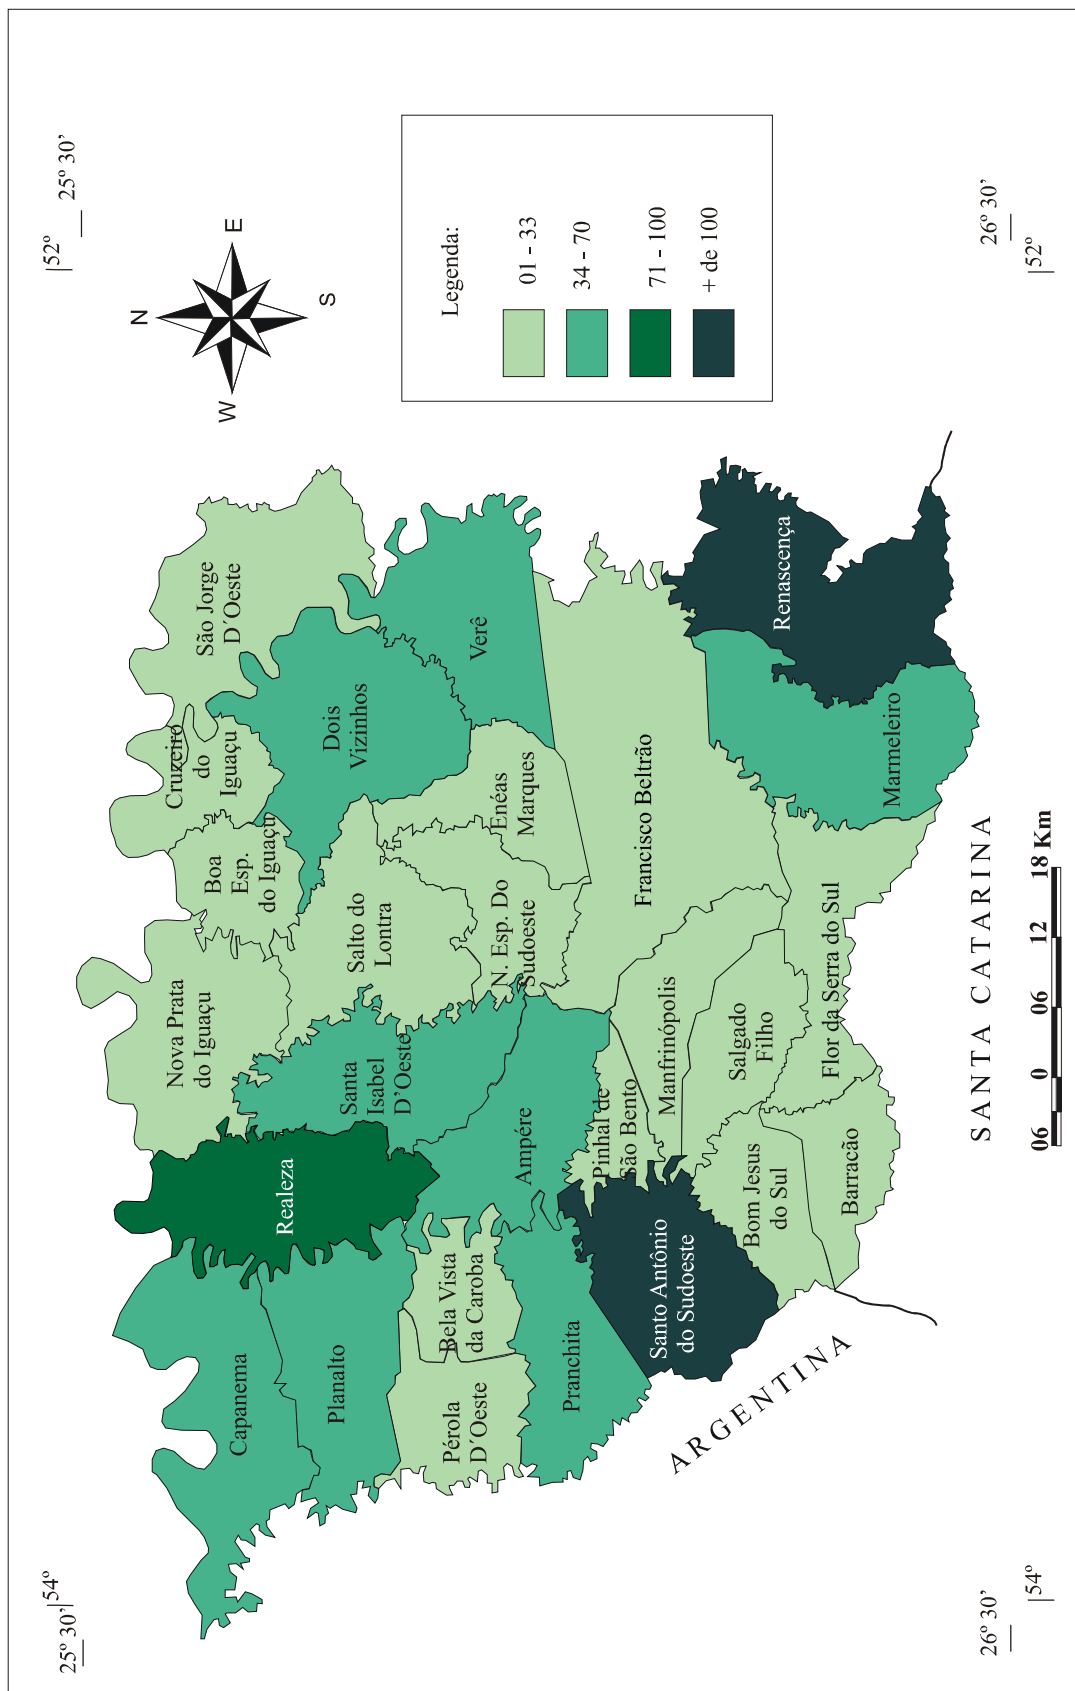 25º 30’
54º
52º
25º 30’
N
W
E
S
Legenda:
01 - 33
34 - 70
71 - 100
+ de 100
São Jorge
D´Oeste
Cruzeiro
do
Iguaçu
Boa
Esp.
do Iguaçu
Nova Prata
do Iguaçu
Dois
Vizinhos
Verê
Realeza
Capanema
Planalto
Santa
Isabel
D’Oeste
Salto do
Lontra
Enéas
Marques
N. Esp. Do
Sudoeste
Ampére
Bela Vista
da Caroba
Pérola
D´Oeste
Pranchita
Pinhal de
São Bento
Francisco Beltrão
Renascença
Marmeleiro
Manfrinópolis
Salgado
Filho
Flor da Serra do Sul
Santo Antônio
do Sudoeste
Bom Jesus
do Sul
Barracão
ARGENTINA
SANTA CATARINA
06 0 06 12 18 Km
26º 30’
54º
26º 30’
52º